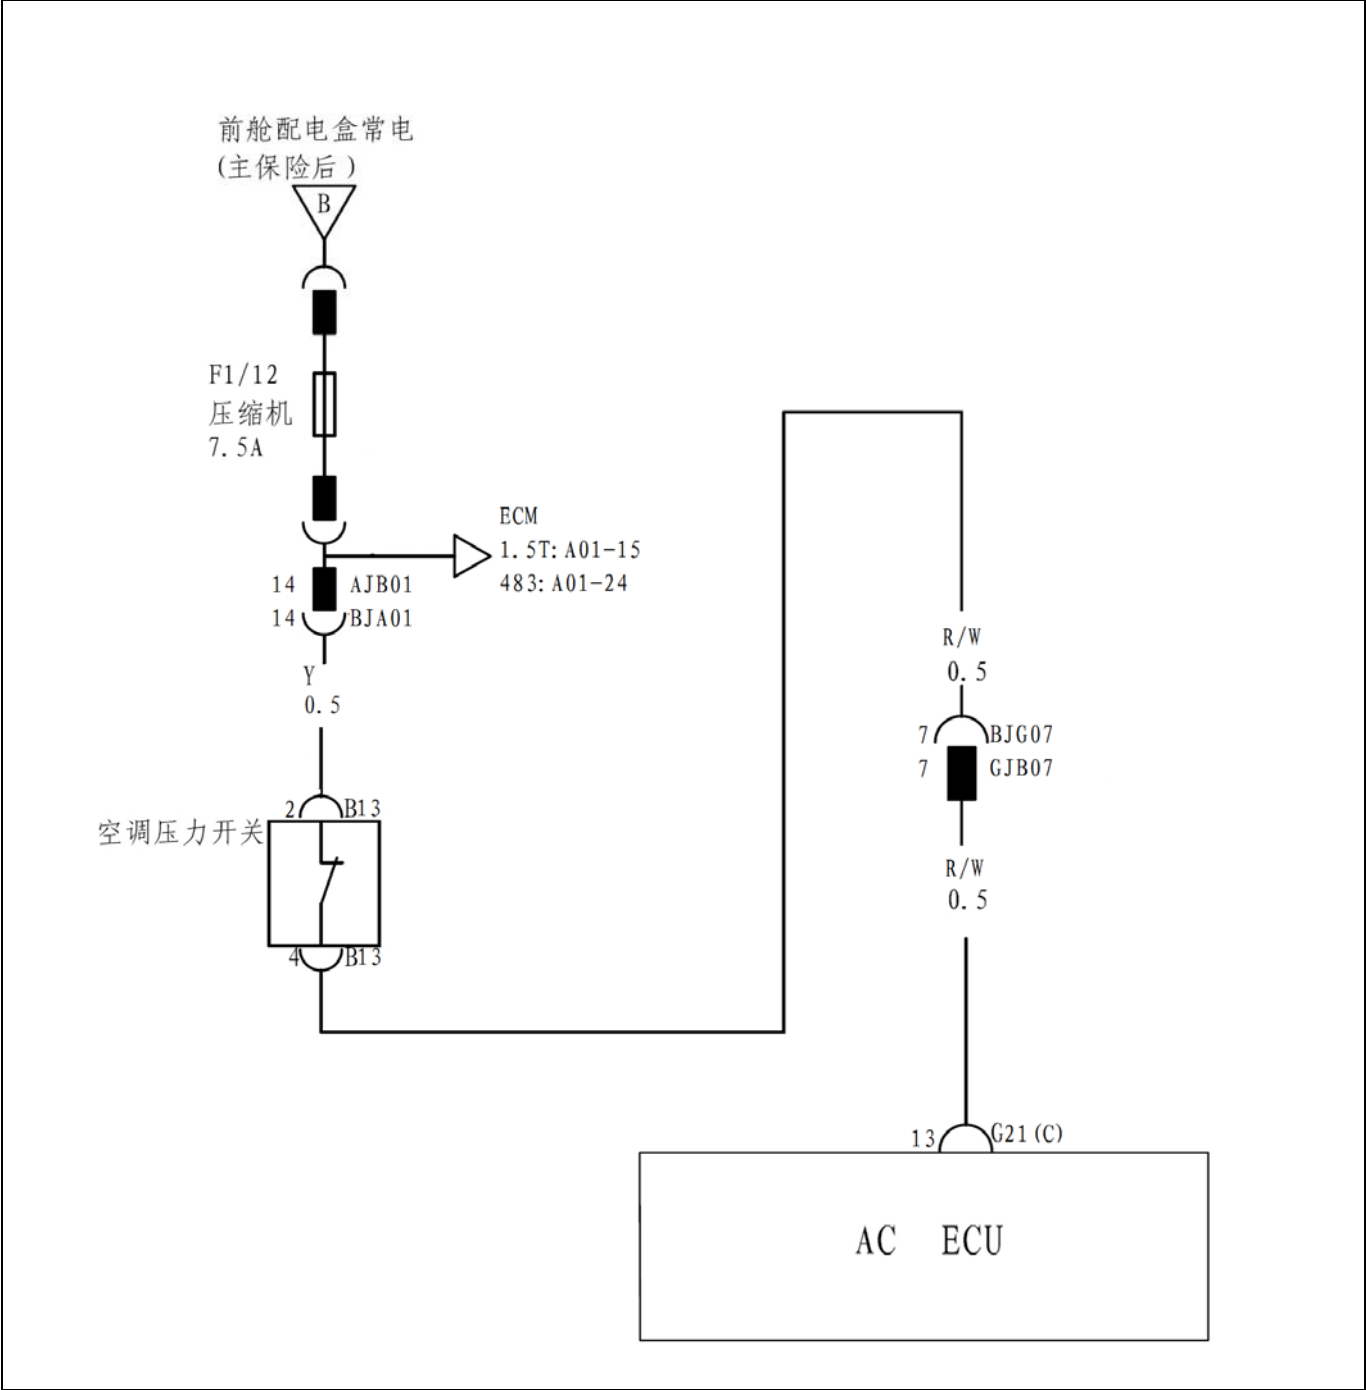 前舱配电盒常电
(主保险后)
B
F1/12
压缩机
7.5A
ECM
1.5T:A01-15
483:A01-24
14 AJB01
14 BJA01
Y
0.5
R/W
0.5
7 BJG07
7 GJB07
2 B13
空调压力开关
R/W
0.5
4 B13
13 G21(C)
AC ECU